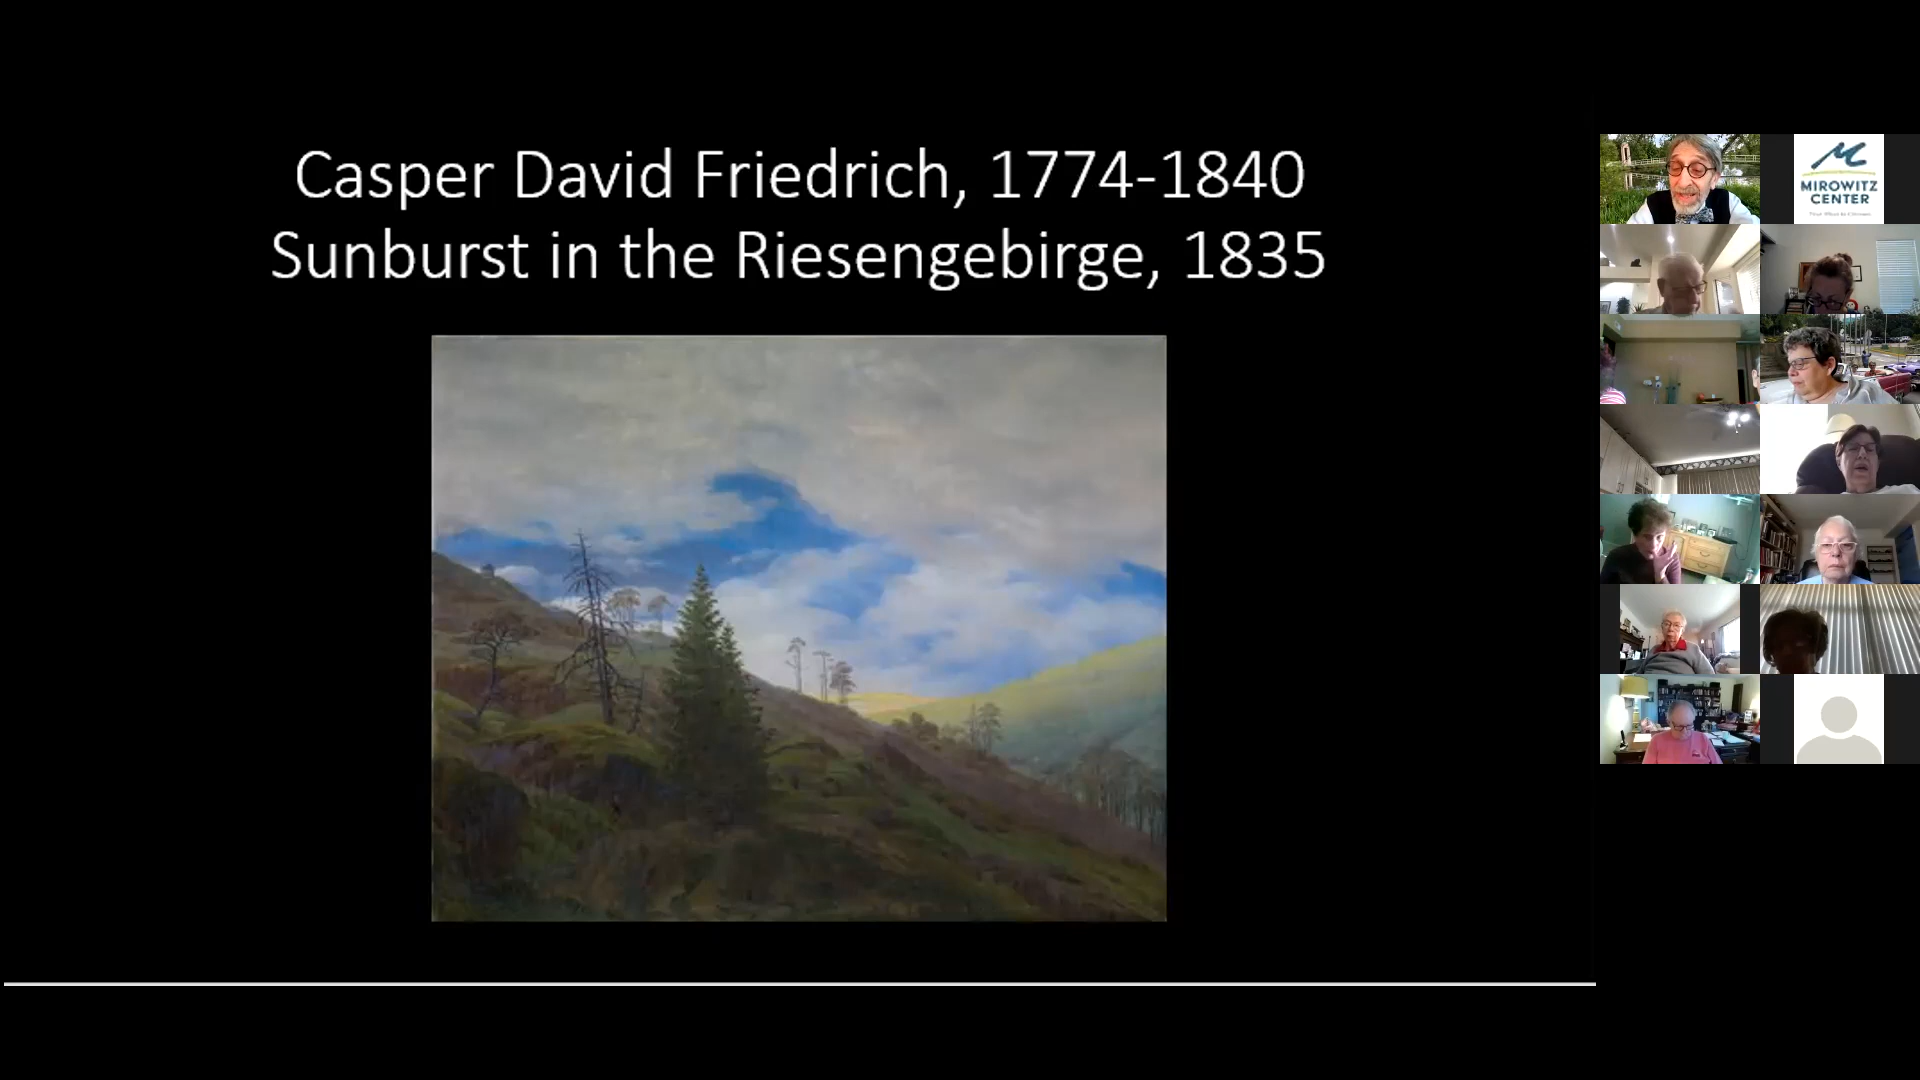 Casper David Friedrich, 1774-1840
Sunburst in the Riesengebirge, 1835
MIROWITZ
CENTER